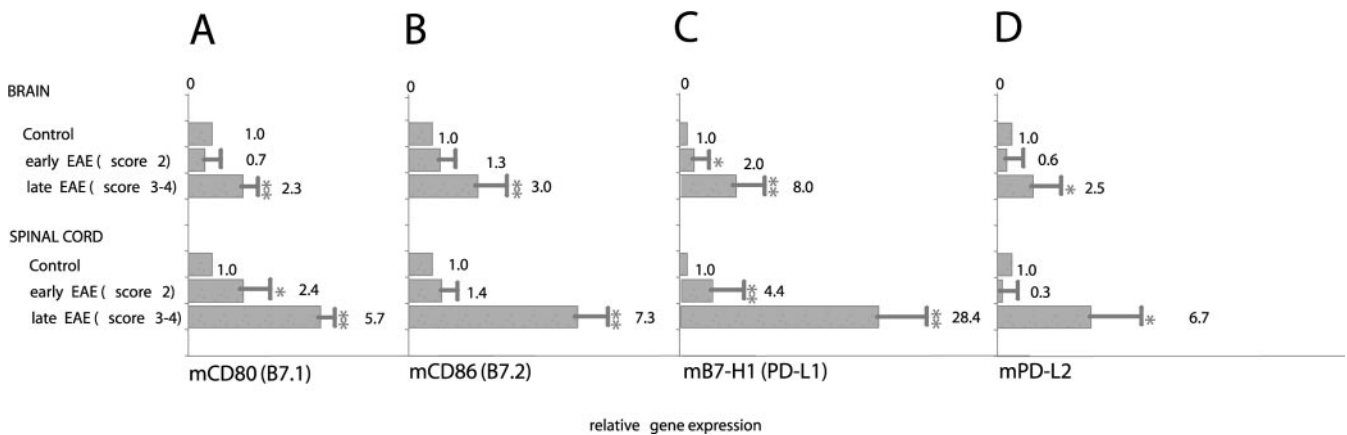 A B C D
0 0 0 0
BRAIN
Control 1.0 1.0 1.0 1.0
early EAE ( score 2) 0.7 1.3 * 2.0 0.6
late EAE ( score 3-4) ** 2.3 ** 3.0 ** 8.0 * 2.5
SPINAL CORD
Control 1.0 1.0 1.0 1.0
early EAE ( score 2) * 2.4 1.4 ** 4.4 0.3
late EAE ( score 3-4) ** 5.7 ** 7.3 ** 28.4 * 6.7
mCD80 (B7.1) mCD86 (B7.2) mB7-H1 (PD-L1) mPD-L2
relative gene expression